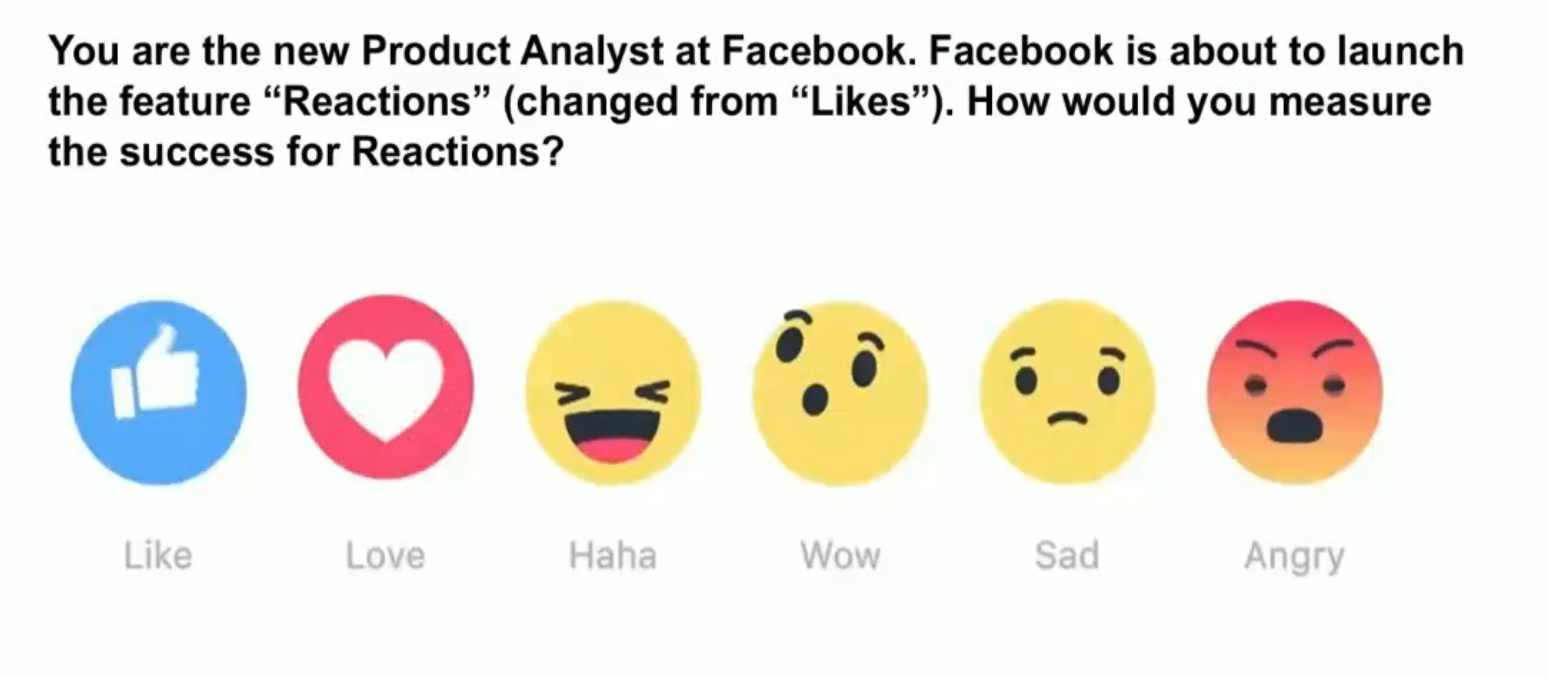 You are the new Product Analyst at Facebook. Facebook is about to launch
the feature “Reactions” (changed from “Likes”). How would you measure
the success for Reactions?
Like Love Haha Wow Sad Angry